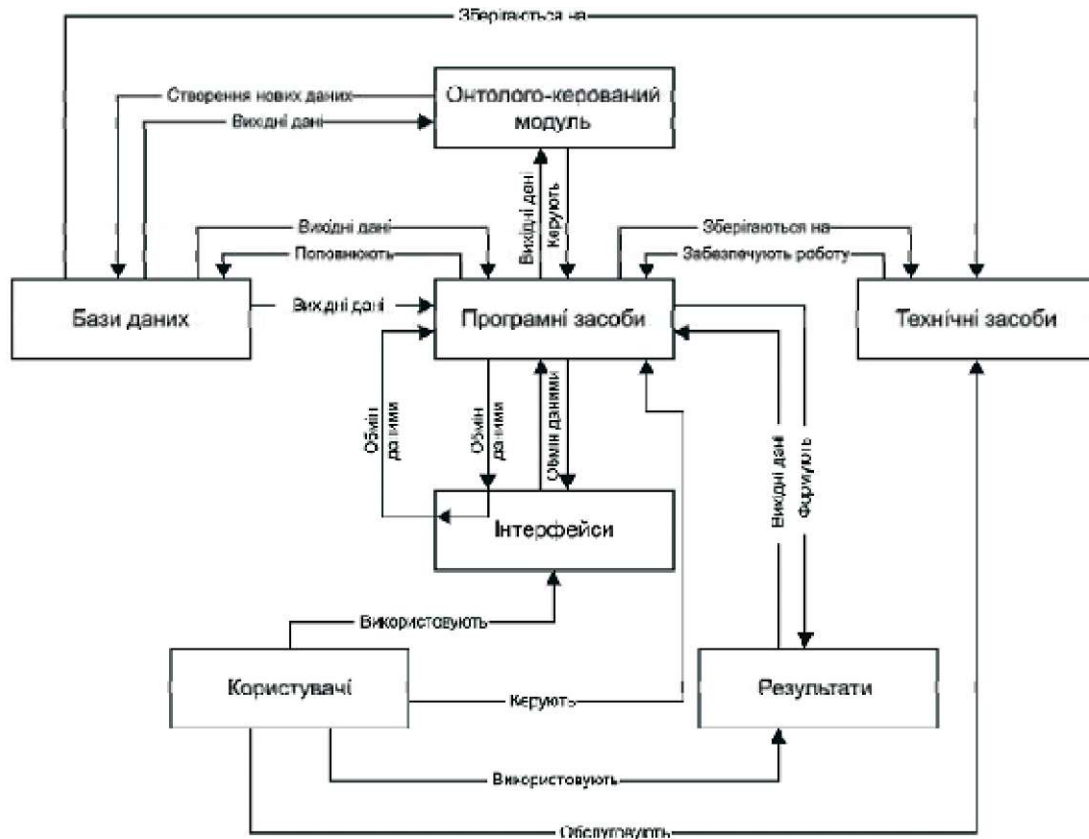 Зберігаються на
Онтолого-керований
модуль
Створення нових даних
Вихідні дані
Вихідні дані
Керують
Вихідні дані
Поповнюють
Зберігаються на
Забезпечують роботу
Бази даних
Вихідні дані
Програмні засоби
Технічні засоби
Обмін
даними
Обмін
даними
Обмін даними
Вихідні дані
Формують
Інтерфейси
Використовують
Користувачі
Керують
Результати
Використовують
Обслуговують